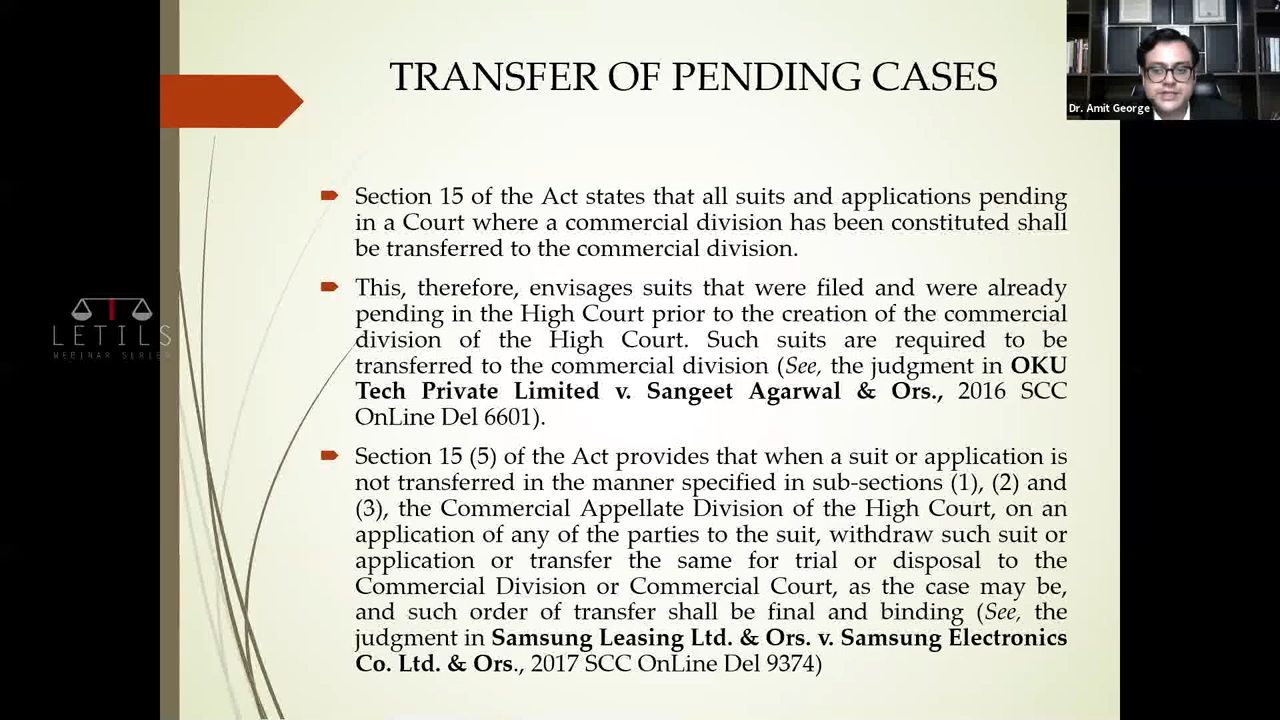 TRANSFER OF PENDING CASES
Dr. Amit George
Section 15 of the Act states that all suits and applications pending
in a Court where a commercial division has been constituted shall
be transferred to the commercial division.
This, therefore, envisages suits that were filed and were already
pending in the High Court prior to the creation of the commercial
division of the High Court. Such suits are required to be
transferred to the commercial division (See, the judgment in OKU
Tech Private Limited v. Sangeet Agarwal & Ors., 2016 SCC
OnLine Del 6601).
Section 15 (5) of the Act provides that when a suit or application is
not transferred in the manner specified in sub-sections (1), (2) and
(3), the Commercial Appellate Division of the High Court, on an
application of any of the parties to the suit, withdraw such suit or
application or transfer the same for trial or disposal to the
Commercial Division or Commercial Court, as the case may be,
and such order of transfer shall be final and binding (See, the
judgment in Samsung Leasing Ltd. & Ors. v. Samsung Electronics
Co. Ltd. & Ors., 2017 SCC OnLine Del 9374)
LETILS
WEBINAR SERIES